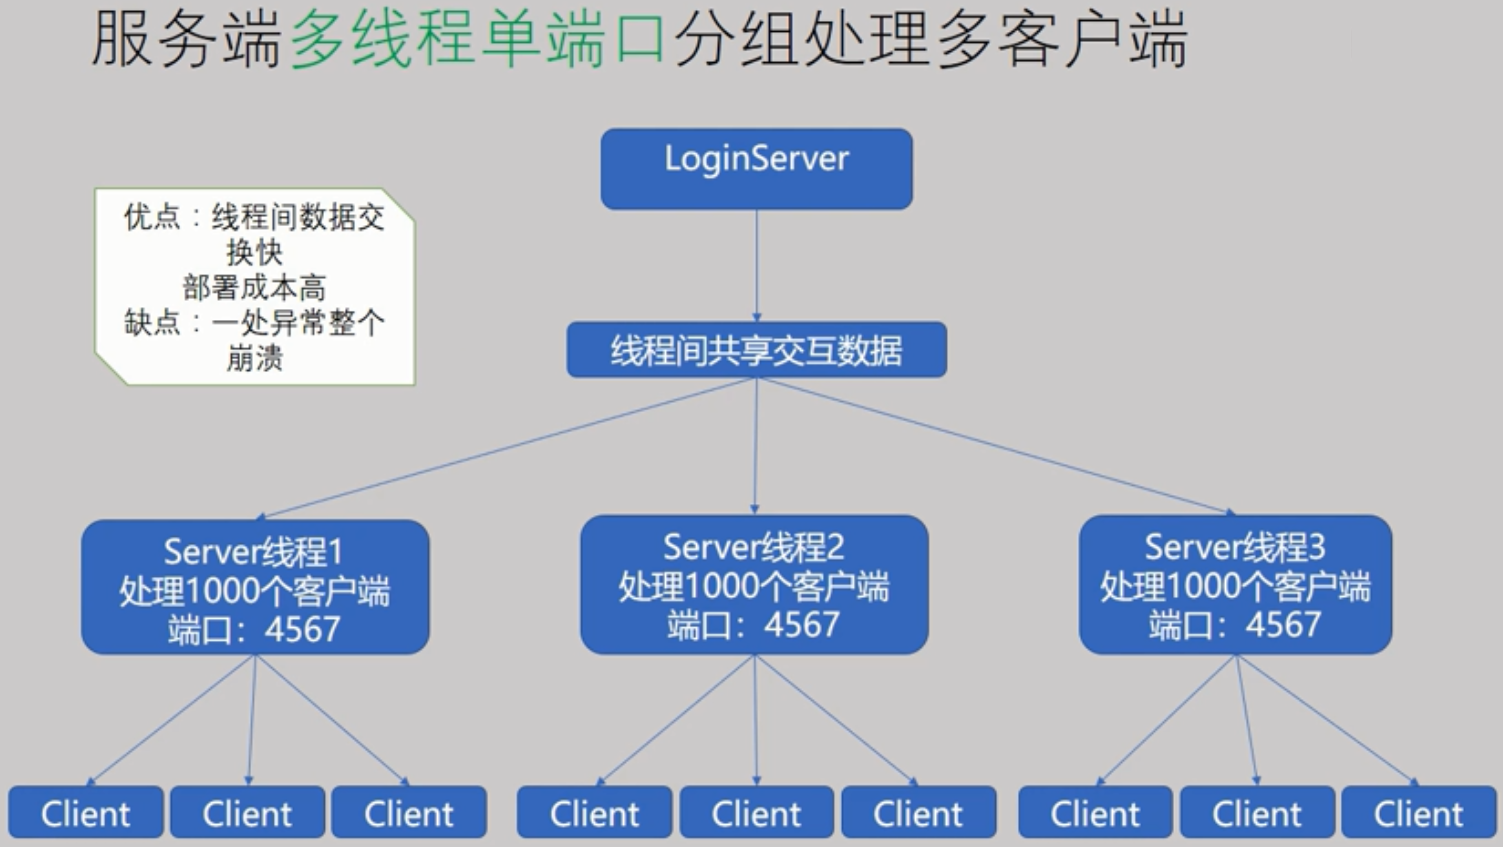 服务端多线程单端口分组处理多客户端
LoginServer
优点：线程间数据交
换快
部署成本高
缺点：一处异常整个
崩溃
线程间共享交互数据
Server线程1
处理1000个客户端
端口：4567
Server线程2
处理1000个客户端
端口：4567
Server线程3
处理1000个客户端
端口：4567
Client
Client
Client
Client
Client
Client
Client
Client
Client